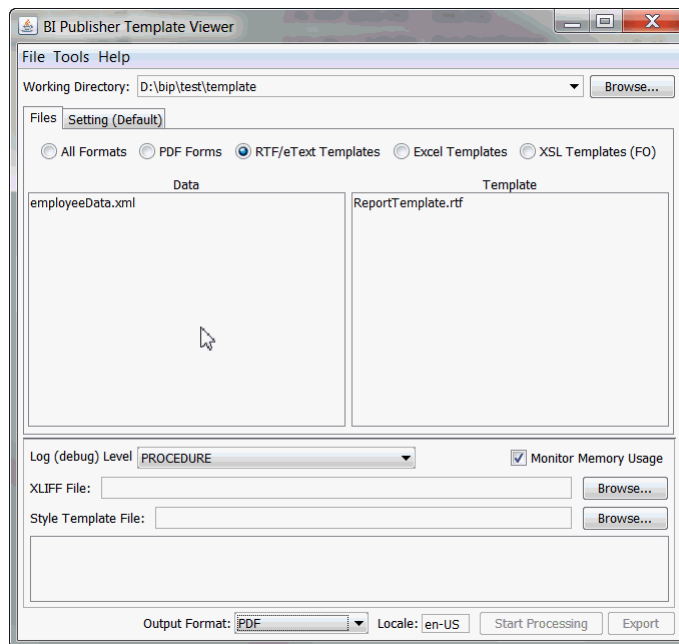 BI Publisher Template Viewer
File Tools Help
Working Directory: D:\bip\test\template Browse...
Files Setting (Default)
All Formats PDF Forms RTF/eText Templates Excel Templates XSL Templates (FO)
Data Template
employeeData.xml ReportTemplate.rtf
Log (debug) Level PROCEDURE Monitor Memory Usage
XLIFF File: Browse...
Style Template File: Browse...
Output Format: PDF Locale: en-US Start Processing Export